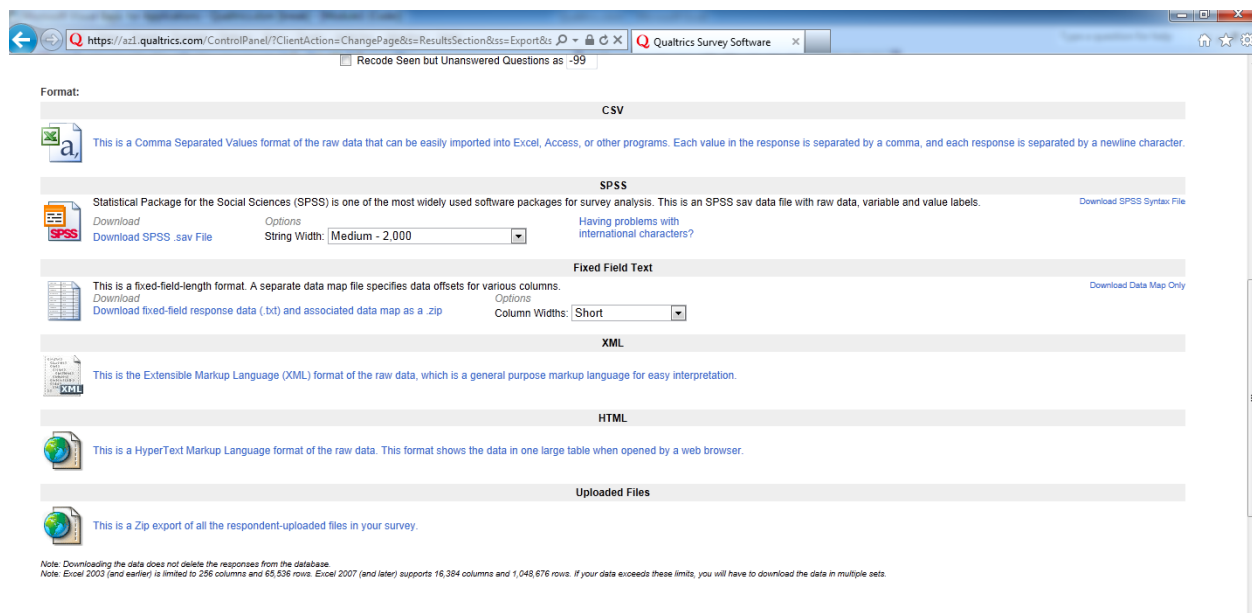 https://az1.qualtrics.com/ControlPanel/?ClientAction=ChangePage&s=ResultsSection&ss=Export&s
Qualtrics Survey Software
Recode Seen but Unanswered Questions as -99
Format:
CSV
a,
This is a Comma Separated Values format of the raw data that can be easily imported into Excel, Access, or other programs. Each value in the response is separated by a comma, and each response is separated by a newline character.
SPSS
Statistical Package for the Social Sciences (SPSS) is one of the most widely used software packages for survey analysis. This is an SPSS sav data file with raw data, variable and value labels.
Download SPSS Syntax File
SPSS
Download Options Having problems with
Download SPSS .sav File String Width: Medium - 2,000 international characters?
Fixed Field Text
This is a fixed-field-length format. A separate data map file specifies data offsets for various columns.
Download Data Map Only
Download Options
Download fixed-field response data (.txt) and associated data map as a .zip Column Widths: Short
XML
XML
This is the Extensible Markup Language (XML) format of the raw data, which is a general purpose markup language for easy interpretation.
HTML
This is a HyperText Markup Language format of the raw data. This format shows the data in one large table when opened by a web browser.
Uploaded Files
This is a Zip export of all the respondent-uploaded files in your survey.
Note: Downloading the data does not delete the responses from the database.
Note: Excel 2003 (and earlier) is limited to 256 columns and 65,536 rows. Excel 2007 (and later) supports 16,384 columns and 1,048,676 rows. If your data exceeds these limits, you will have to download the data in multiple sets.